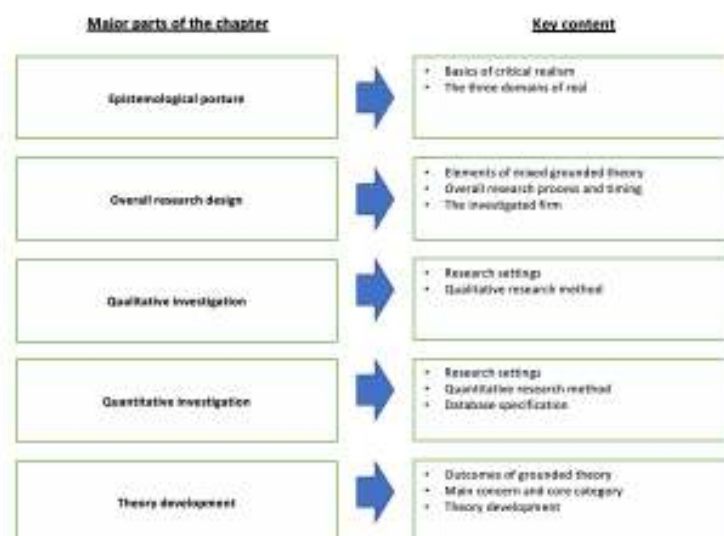 Major parts of the chapter
Key content
Epistemological posture
• Basics of critical realism
• The three domains of real
Overall research design
• Elements of mixed grounded theory
• Overall research process and timing
• The investigated firm
Qualitative investigation
• Research settings
• Qualitative research method
Quantitative investigation
• Research settings
• Quantitative research method
• Database specification
Theory development
• Outcomes of grounded theory
• Main concern and core category
• Theory development